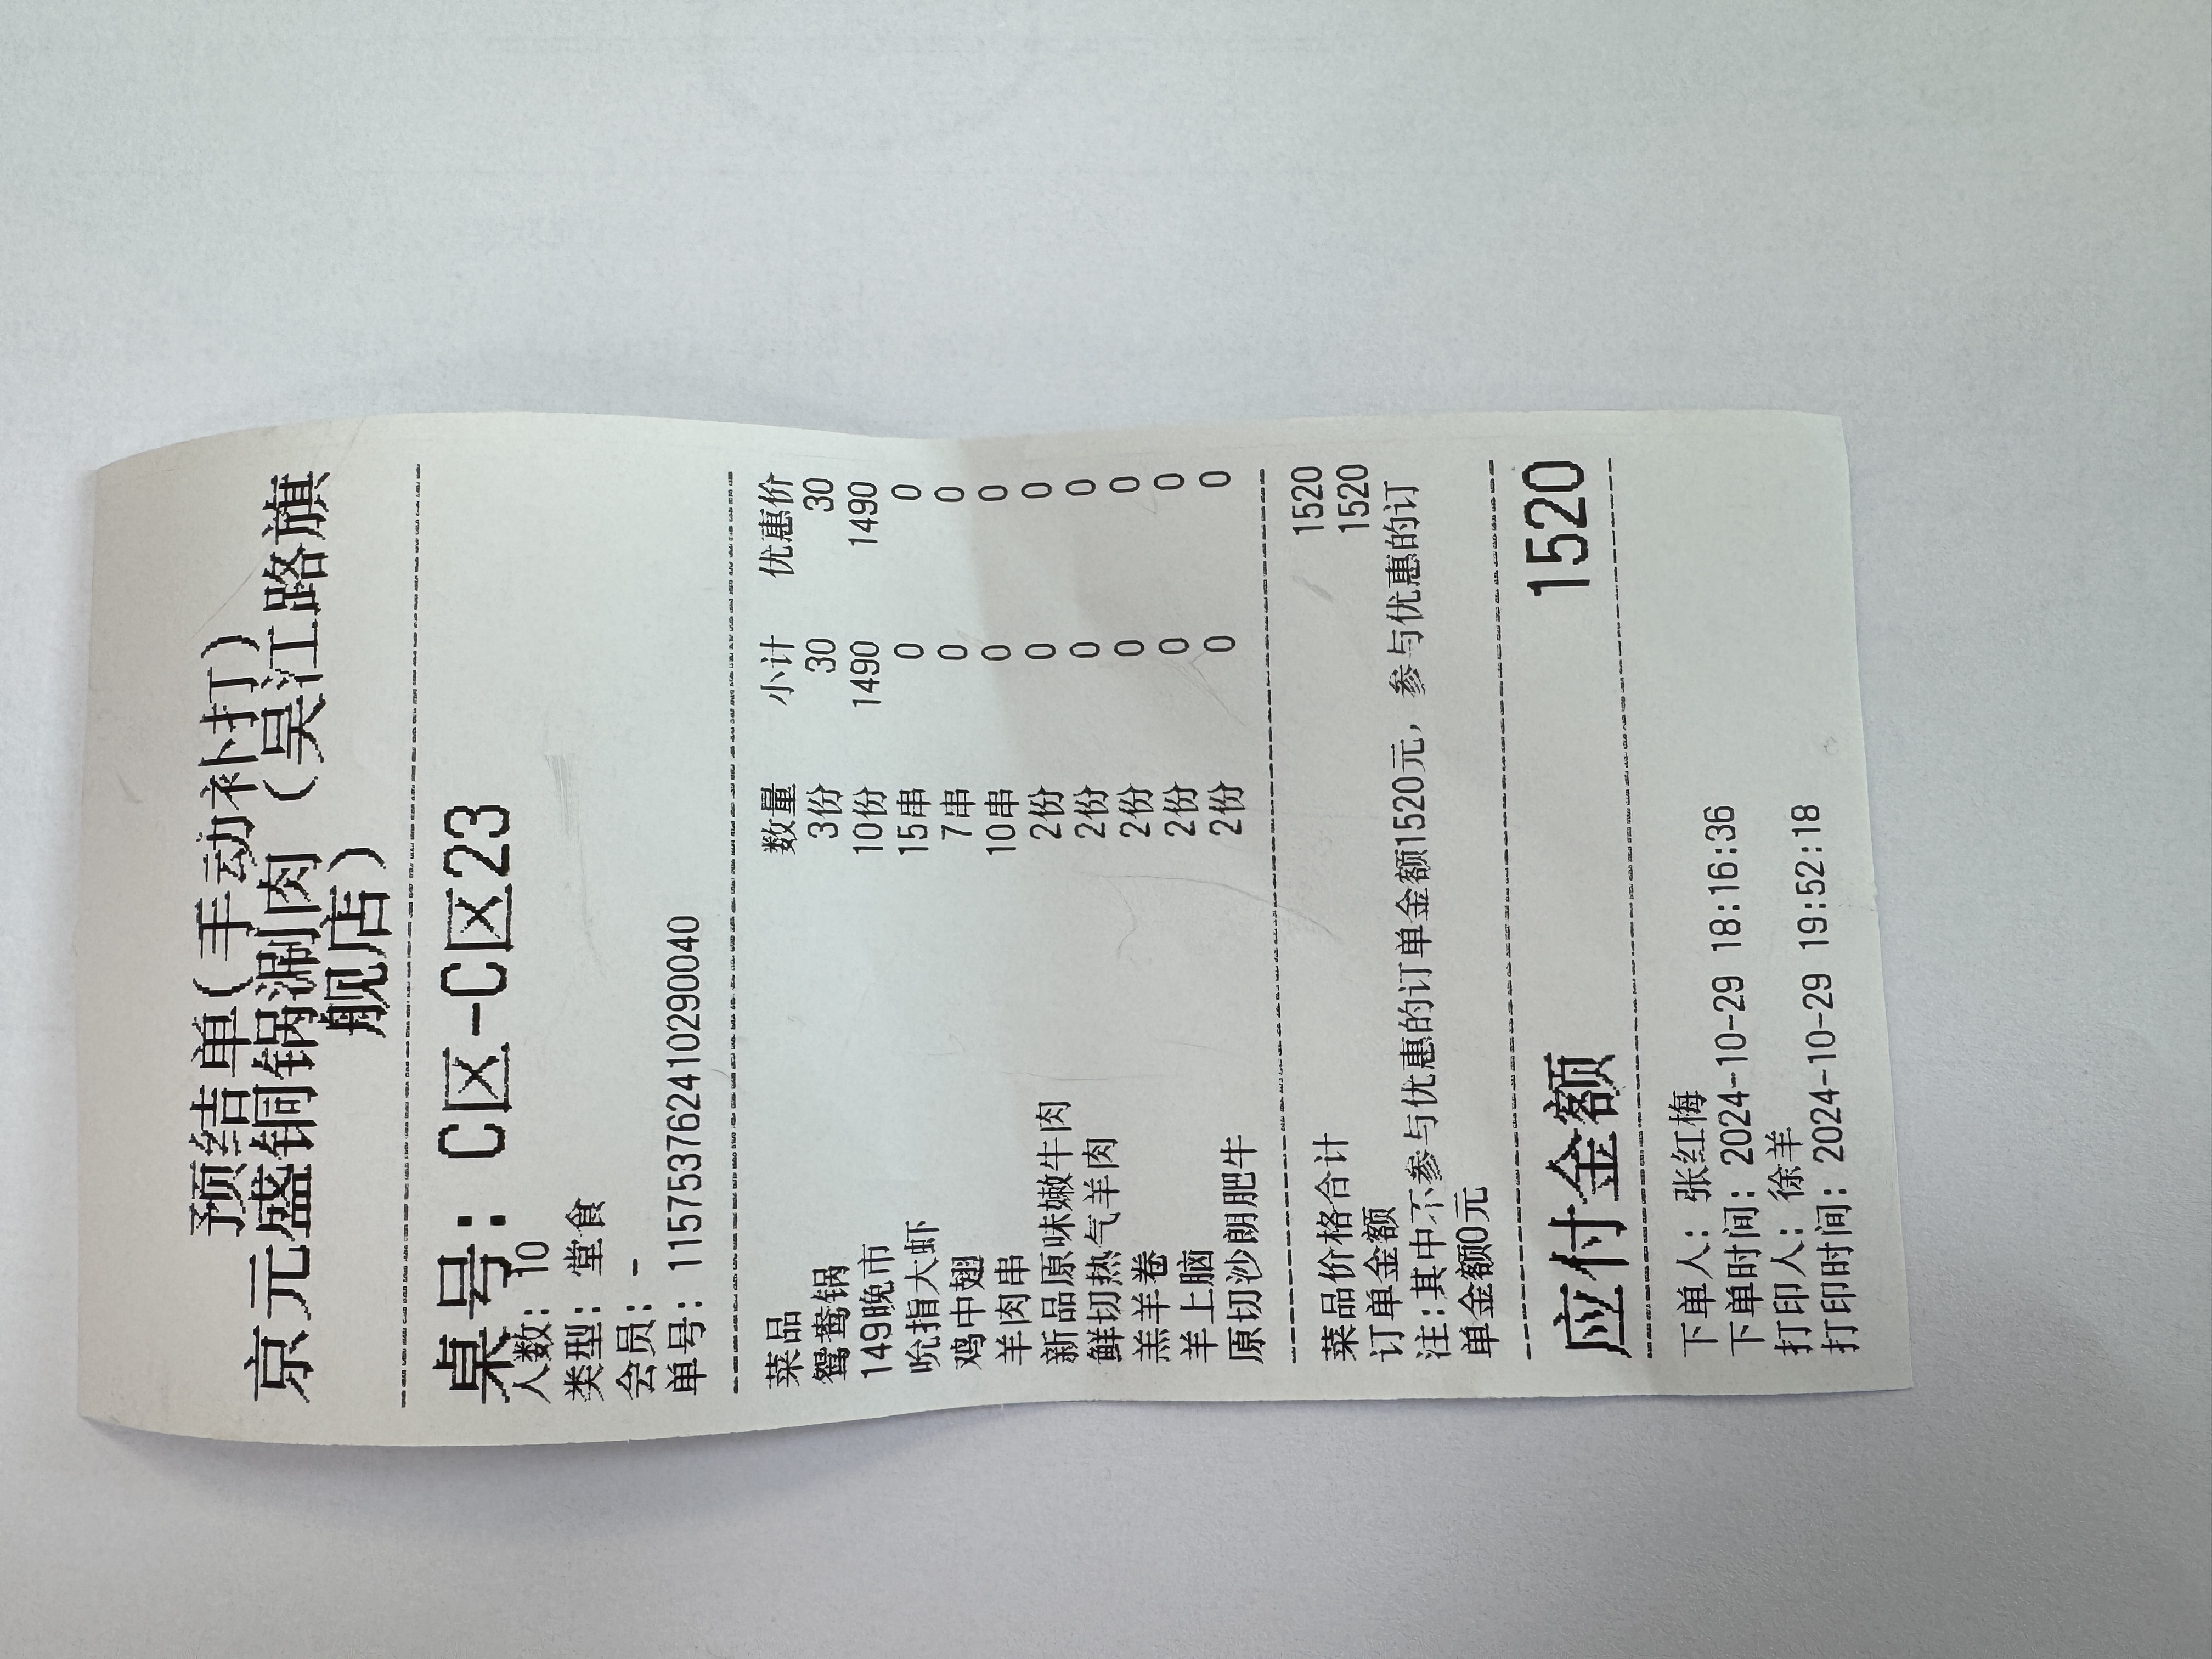 预结单(手动补打)
京元盛铜锅涮肉（吴江路旗
舰店）
桌号：C区-C区23
人数：10
类型：堂食
会员：-
单号：11575376241029​0040
菜品 数量 小计 优惠价
鸳鸯锅 3份 30 30
149晚市 10份 1490 1490
吮指大虾 15串 0 0
鸡中翅 7串 0 0
羊肉串 10串 0 0
新品原味嫩牛肉 2份 0 0
鲜切热气羊肉 2份 0 0
羔羊卷 2份 0 0
羊上脑 2份 0 0
原切沙朗肥牛 2份 0 0
菜品价格合计 1520
订单金额 1520
注:其中不参与优惠的订单金额1520元，参与优惠的订
单金额0元
应付金额 1520
下单人：张红梅
下单时间：2024-10-29 18:16:36
打印人：徐羊
打印时间：2024-10-29 19:52:18